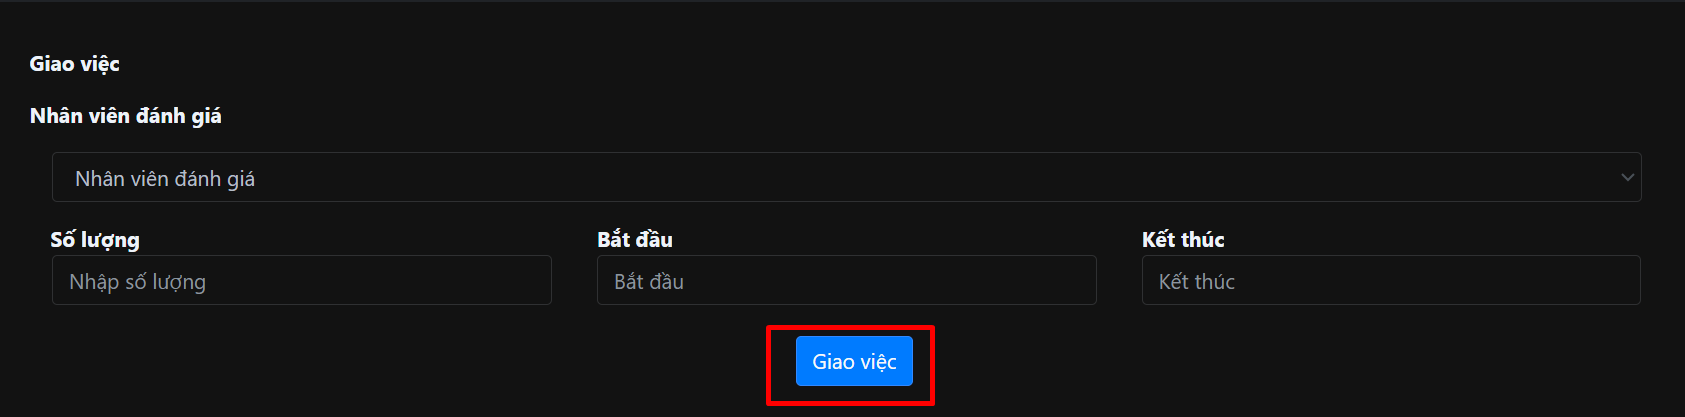 Giao việc
Nhân viên đánh giá
Nhân viên đánh giá
Số lượng Bắt đầu Kết thúc
Nhập số lượng Bắt đầu Kết thúc
Giao việc